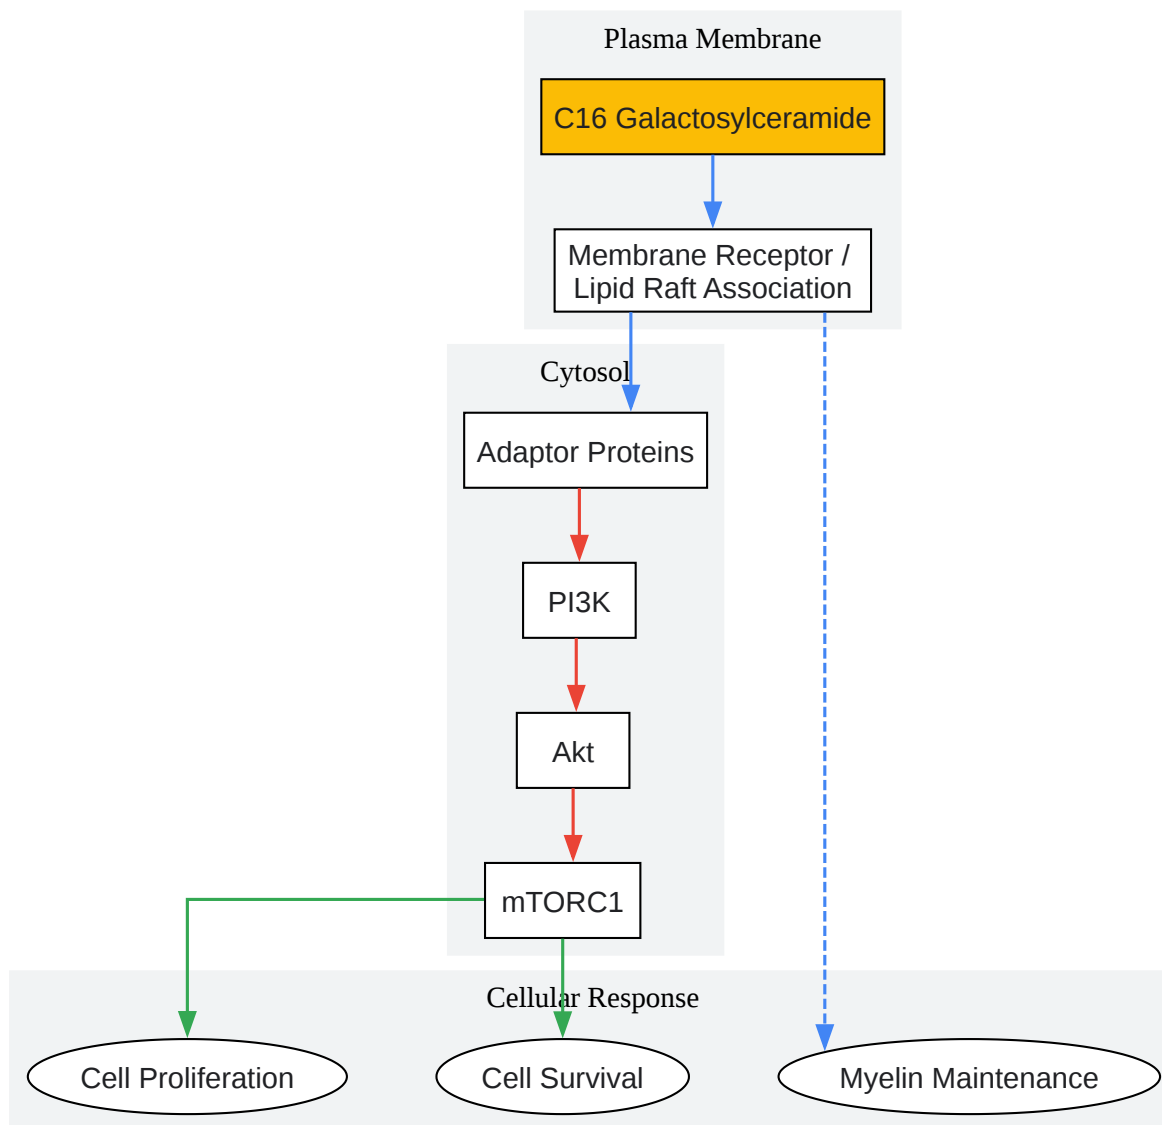 Plasma Membrane
C16 Galactosylceramide
Membrane Receptor /
Lipid Raft Association
Cytosol
Adaptor Proteins
PI3K
Akt
mTORC1
Cellular Response
Cell Proliferation
Cell Survival
Myelin Maintenance